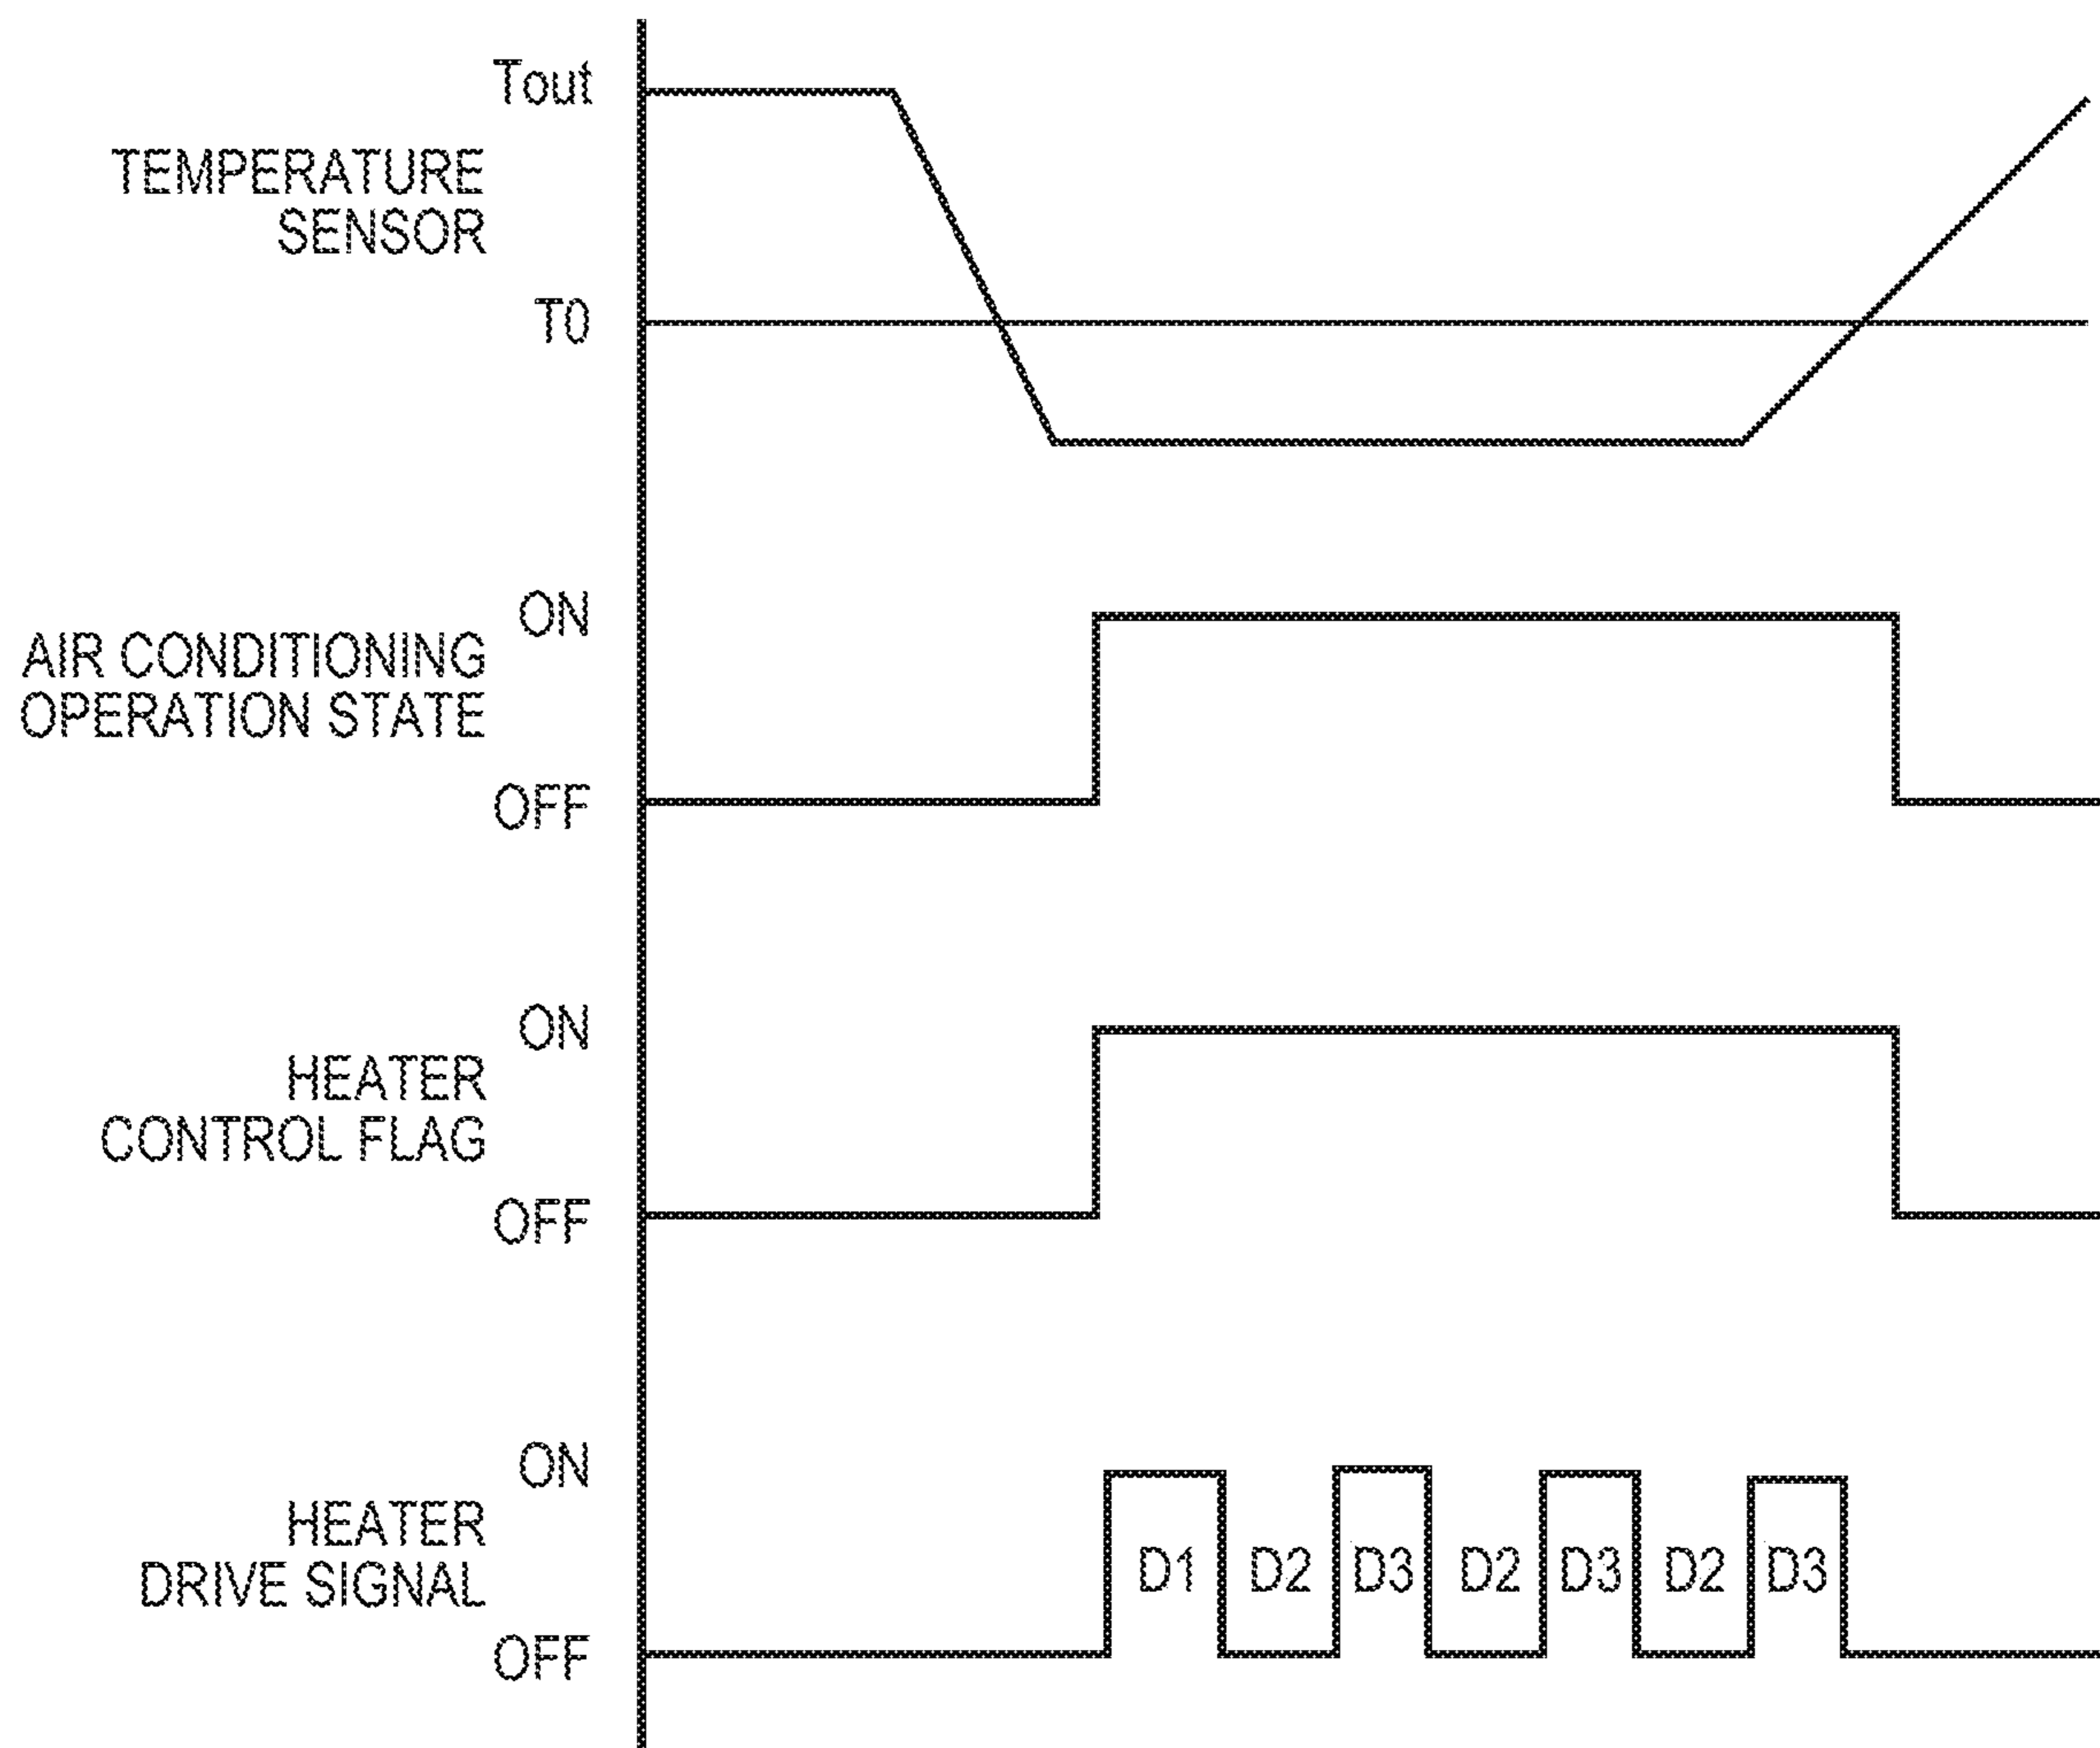 Tout
TEMPERATURE
SENSOR
T0
ON
AIR CONDITIONING
OPERATION STATE
OFF
ON
HEATER
CONTROL FLAG
OFF
ON
HEATER
DRIVE SIGNAL
D1 D2 D3 D2 D3 D2 D3
OFF